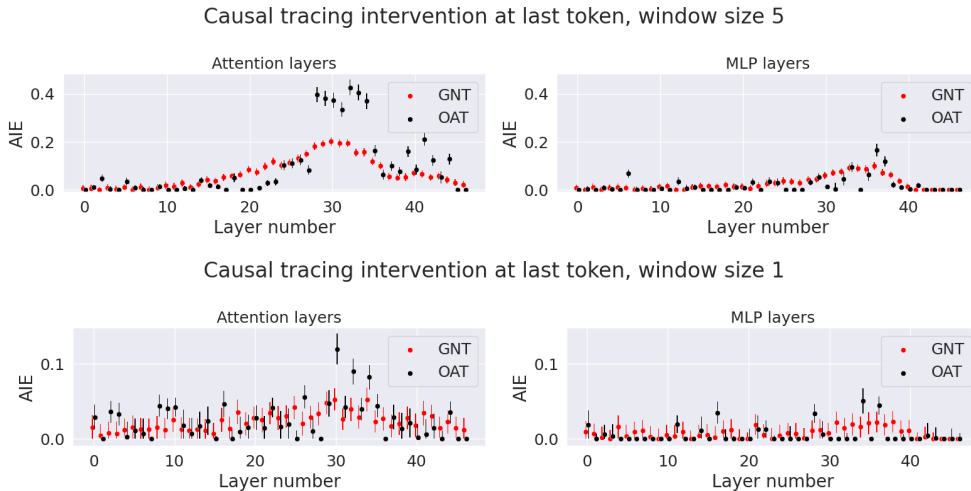 Causal tracing intervention at last token, window size 5
Attention layers
MLP layers
AIE
0.4
0.2
0.0
GNT
OAT
0 10 20 30 40
Layer number
AIE
0.4
0.2
0.0
GNT
OAT
0 10 20 30 40
Layer number
Causal tracing intervention at last token, window size 1
Attention layers
MLP layers
AIE
0.1
0.0
GNT
OAT
0 10 20 30 40
Layer number
AIE
0.1
0.0
GNT
OAT
0 10 20 30 40
Layer number